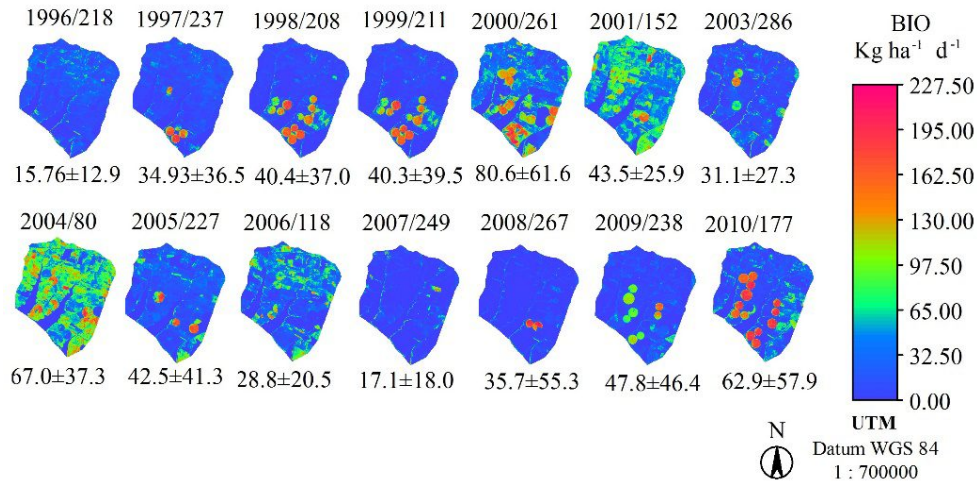 1996/218 1997/237 1998/208 1999/211 2000/261 2001/152 2003/286
15.76±12.9 34.93±36.5 40.4±37.0 40.3±39.5 80.6±61.6 43.5±25.9 31.1±27.3
2004/80 2005/227 2006/118 2007/249 2008/267 2009/238 2010/177
67.0±37.3 42.5±41.3 28.8±20.5 17.1±18.0 35.7±55.3 47.8±46.4 62.9±57.9
BIO
Kg ha⁻¹ d⁻¹
227.50
195.00
162.50
130.00
97.50
65.00
32.50
0.00
UTM
N
Datum WGS 84
1 : 700000